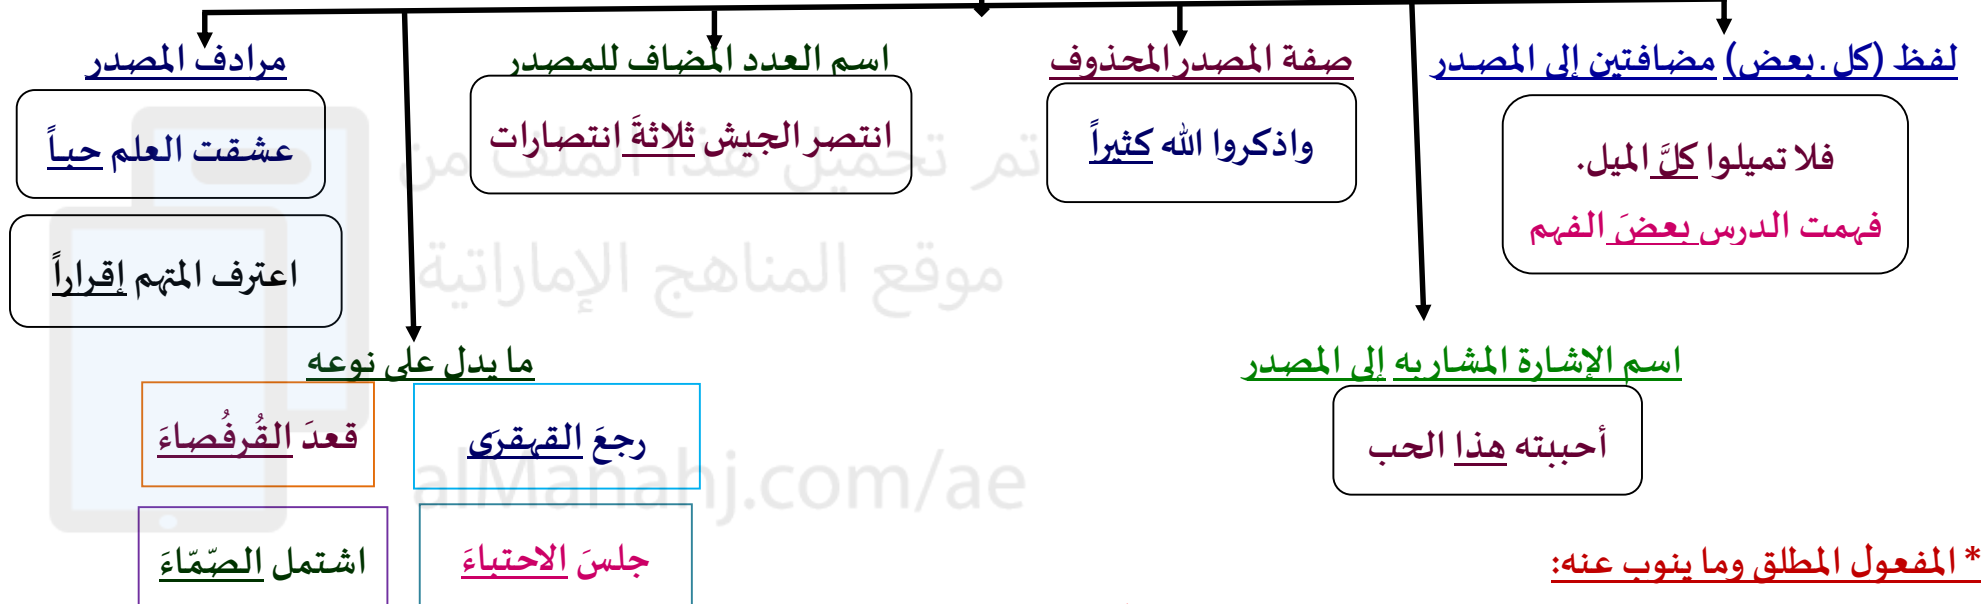 لفظ (كل . بعض) مضافتين إلى المصدر
فلا تميلوا كلَّ الميل.
فهمت الدرس بعضَ الفهم
صفة المصدر المحذوف
واذكروا الله كثيراً
اسم العدد المضاف للمصدر
انتصر الجيش ثلاثةَ انتصارات
مرادف المصدر
عشقت العلم حباً
اعترف المتهم إقراراً
تم تحميل هذا الملف من
موقع المناهج الإماراتية
alManahj.com/ae
اسم الإشارة المشار به إلى المصدر
أحببته هذا الحب
ما يدل على نوعه
رجعَ القهقرَى
قعدَ القُرفُصاءَ
جلسَ الاحتباءَ
اشتمل الصّمّاءَ
* المفعول المطلق وما ينوب عنه: